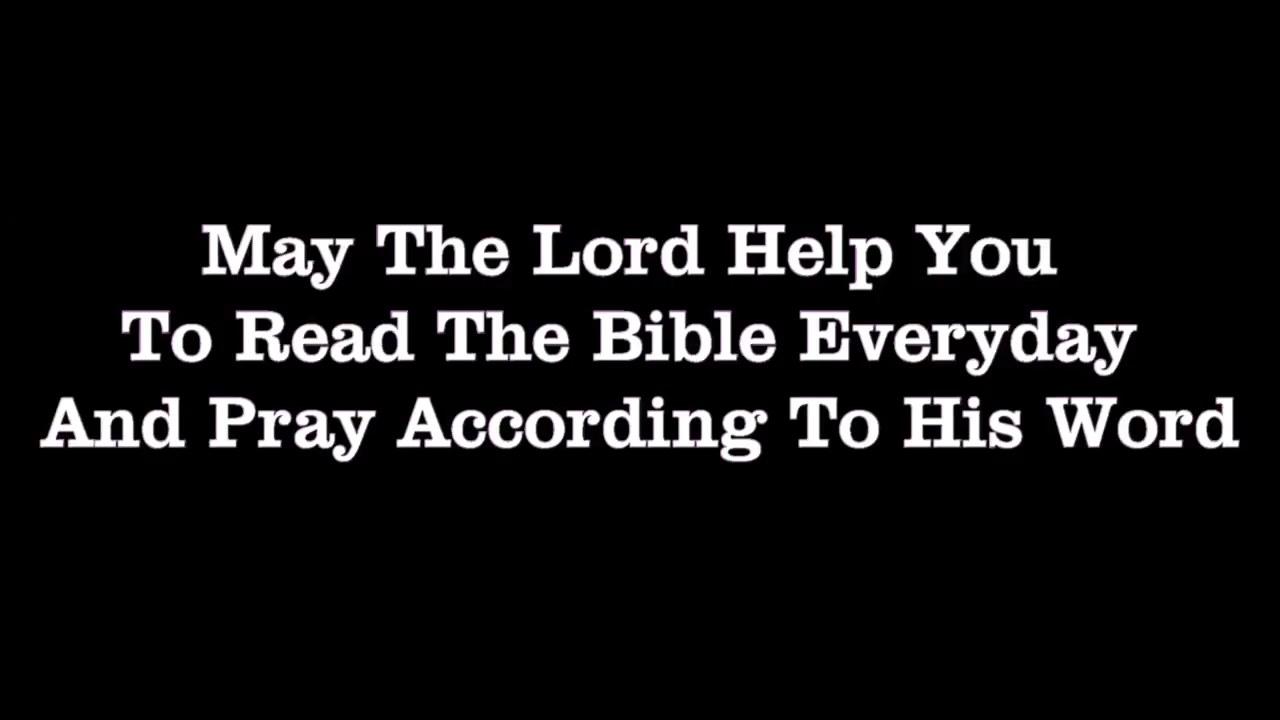 May The Lord Help You
To Read The Bible Everyday
And Pray According To His Word